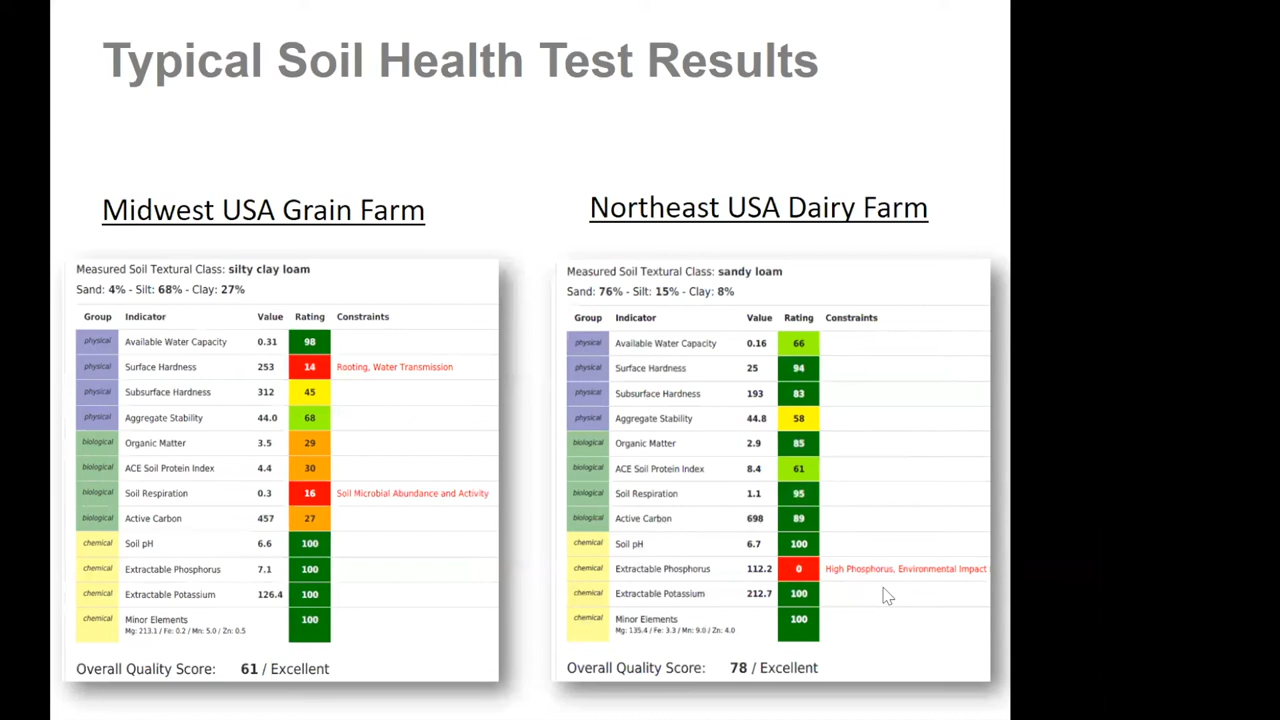 Typical Soil Health Test Results
Midwest USA Grain Farm
Measured Soil Textural Class: silty clay loam
Sand: 4% - Silt: 68% - Clay: 27%
Group Indicator Value Rating Constraints
physical Available Water Capacity 0.31 98
physical Surface Hardness 253 14 Rooting, Water Transmission
physical Subsurface Hardness 312 45
physical Aggregate Stability 44.0 68
biological Organic Matter 3.5 29
biological ACE Soil Protein Index 4.4 30
biological Soil Respiration 0.3 16 Soil Microbial Abundance and Activity
biological Active Carbon 457 27
chemical Soil pH 6.6 100
chemical Extractable Phosphorus 7.1 100
chemical Extractable Potassium 126.4 100
chemical Minor Elements 100
Mg: 213.1 / Fe: 0.2 / Mn: 5.0 / Zn: 0.5
Overall Quality Score: 61 / Excellent
Northeast USA Dairy Farm
Measured Soil Textural Class: sandy loam
Sand: 76% - Silt: 15% - Clay: 8%
Group Indicator Value Rating Constraints
physical Available Water Capacity 0.16 66
physical Surface Hardness 25 94
physical Subsurface Hardness 193 83
physical Aggregate Stability 44.8 58
biological Organic Matter 2.9 85
biological ACE Soil Protein Index 8.4 61
biological Soil Respiration 1.1 95
biological Active Carbon 698 89
chemical Soil pH 6.7 100
chemical Extractable Phosphorus 112.2 0 High Phosphorus, Environmental Impact
chemical Extractable Potassium 212.7 100
chemical Minor Elements 100
Mg: 135.4 / Fe: 3.3 / Mn: 9.0 / Zn: 4.0
Overall Quality Score: 78 / Excellent